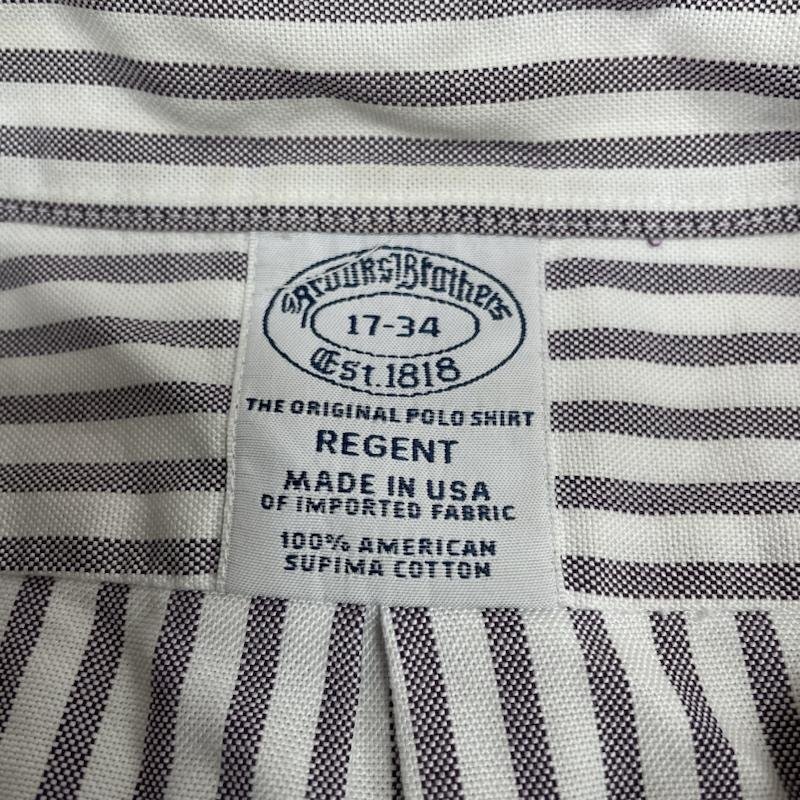 Brooks Brothers
17-34
Est. 1818
THE ORIGINAL POLO SHIRT
REGENT
MADE IN USA
OF IMPORTED FABRIC
100% AMERICAN
SUPIMA COTTON